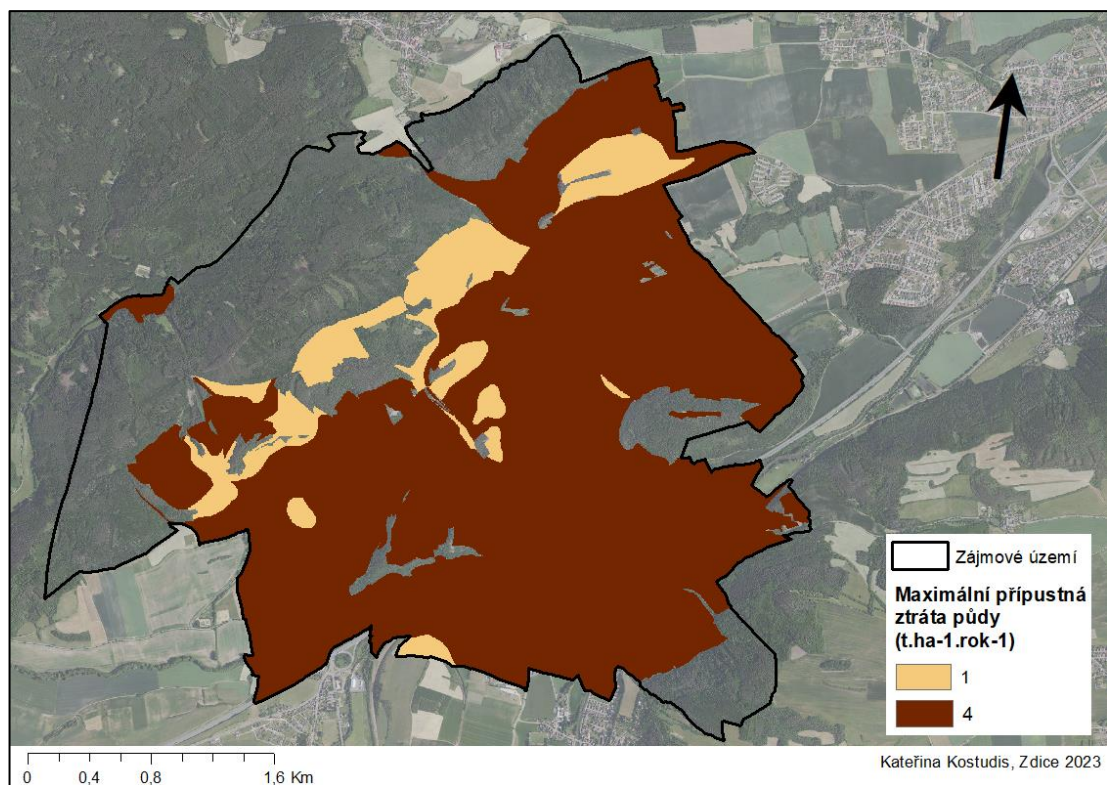 Zájmové území
Maximální přípustná
ztráta půdy
(t.ha-1.rok-1)
1
4
0 0,4 0,8 1,6 Km
Kateřina Kostudis, Zdice 2023